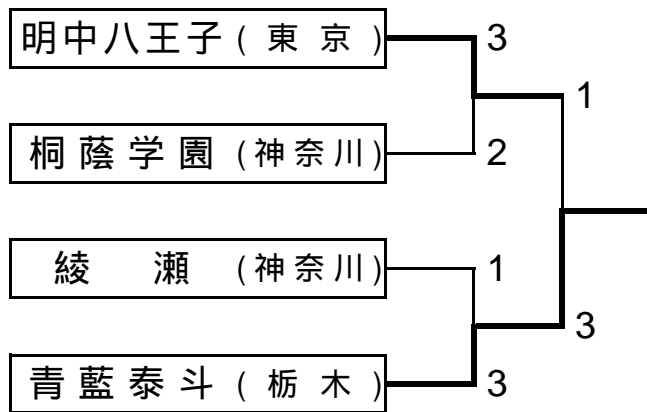 明中八王子 ( 東 京 ) 3
1
桐 蔭 学 園 ( 神 奈 川 ) 2
綾 瀬 ( 神 奈 川 ) 1
3
青 藍 泰 斗 ( 栃 木 ) 3